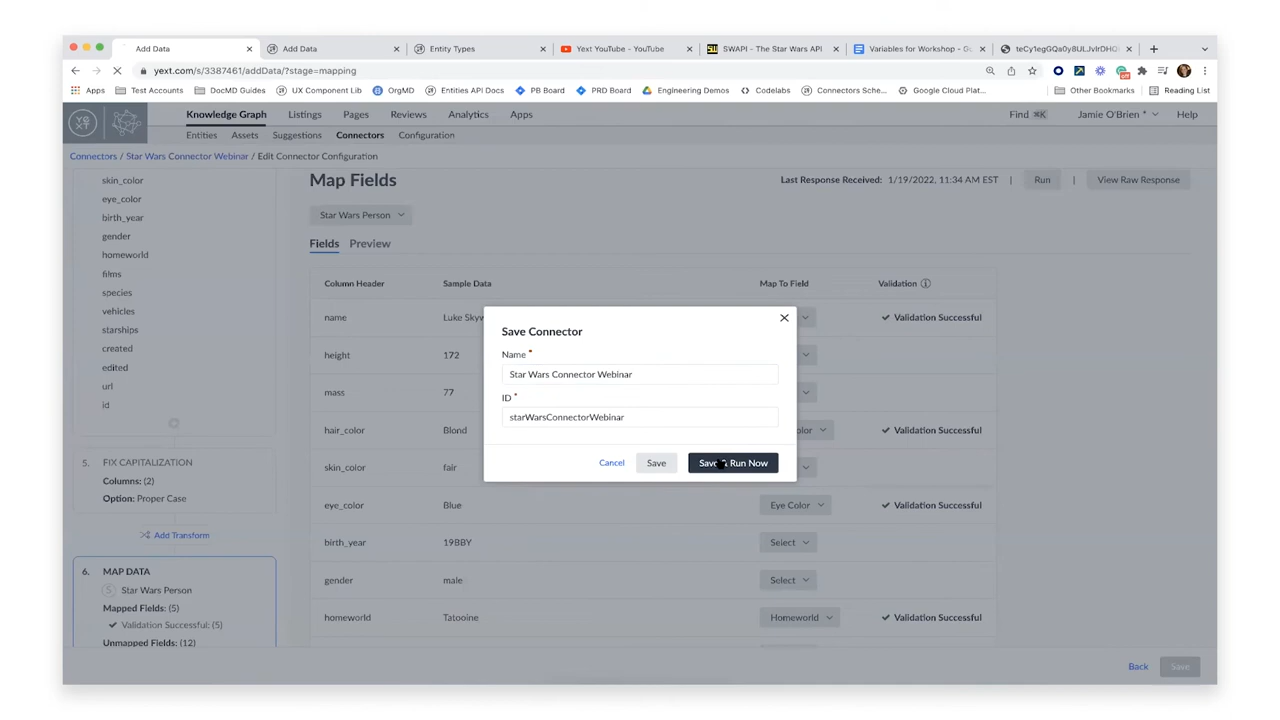 Add Data
Add Data
Entity Types
Yext YouTube - YouTube
SWAPI - The Star Wars API
Variables for Workshop - Go
teCy1egGQa0y8ULJvIrDHQ
yext.com/s/3387461/addData/?stage=mapping
Apps
Test Accounts
DocMD Guides
UX Component Lib
OrgMD
Entities API Docs
PB Board
PRD Board
Engineering Demos
Codelabs
Connectors Sche...
Google Cloud Plat...
Other Bookmarks
Reading List
YEXT
Knowledge Graph
Listings
Pages
Reviews
Analytics
Apps
Find ⌘K
Jamie O'Brien *
Help
Entities
Assets
Suggestions
Connectors
Configuration
Connectors / Star Wars Connector Webinar / Edit Connector Configuration
skin_color
eye_color
birth_year
gender
homeworld
films
species
vehicles
starships
created
edited
url
id
5. FIX CAPITALIZATION
Columns: (2)
Option: Proper Case
Add Transform
6. MAP DATA
S Star Wars Person
Mapped Fields: (5)
Validation Successful: (5)
Unmapped Fields: (12)
Map Fields
Last Response Received: 1/19/2022, 11:34 AM EST | Run | View Raw Response
Star Wars Person
Fields
Preview
Column Header
Sample Data
Map To Field
Validation
name
Luke Skyw
Validation Successful
height
172
mass
77
hair_color
Blond
olor
Validation Successful
skin_color
fair
eye_color
Blue
Eye Color
Validation Successful
birth_year
19BBY
Select
gender
male
Select
homeworld
Tatooine
Homeworld
Validation Successful
Save Connector
Name *
Star Wars Connector Webinar
ID *
starWarsConnectorWebinar
Cancel
Save
Save & Run Now
Back
Save